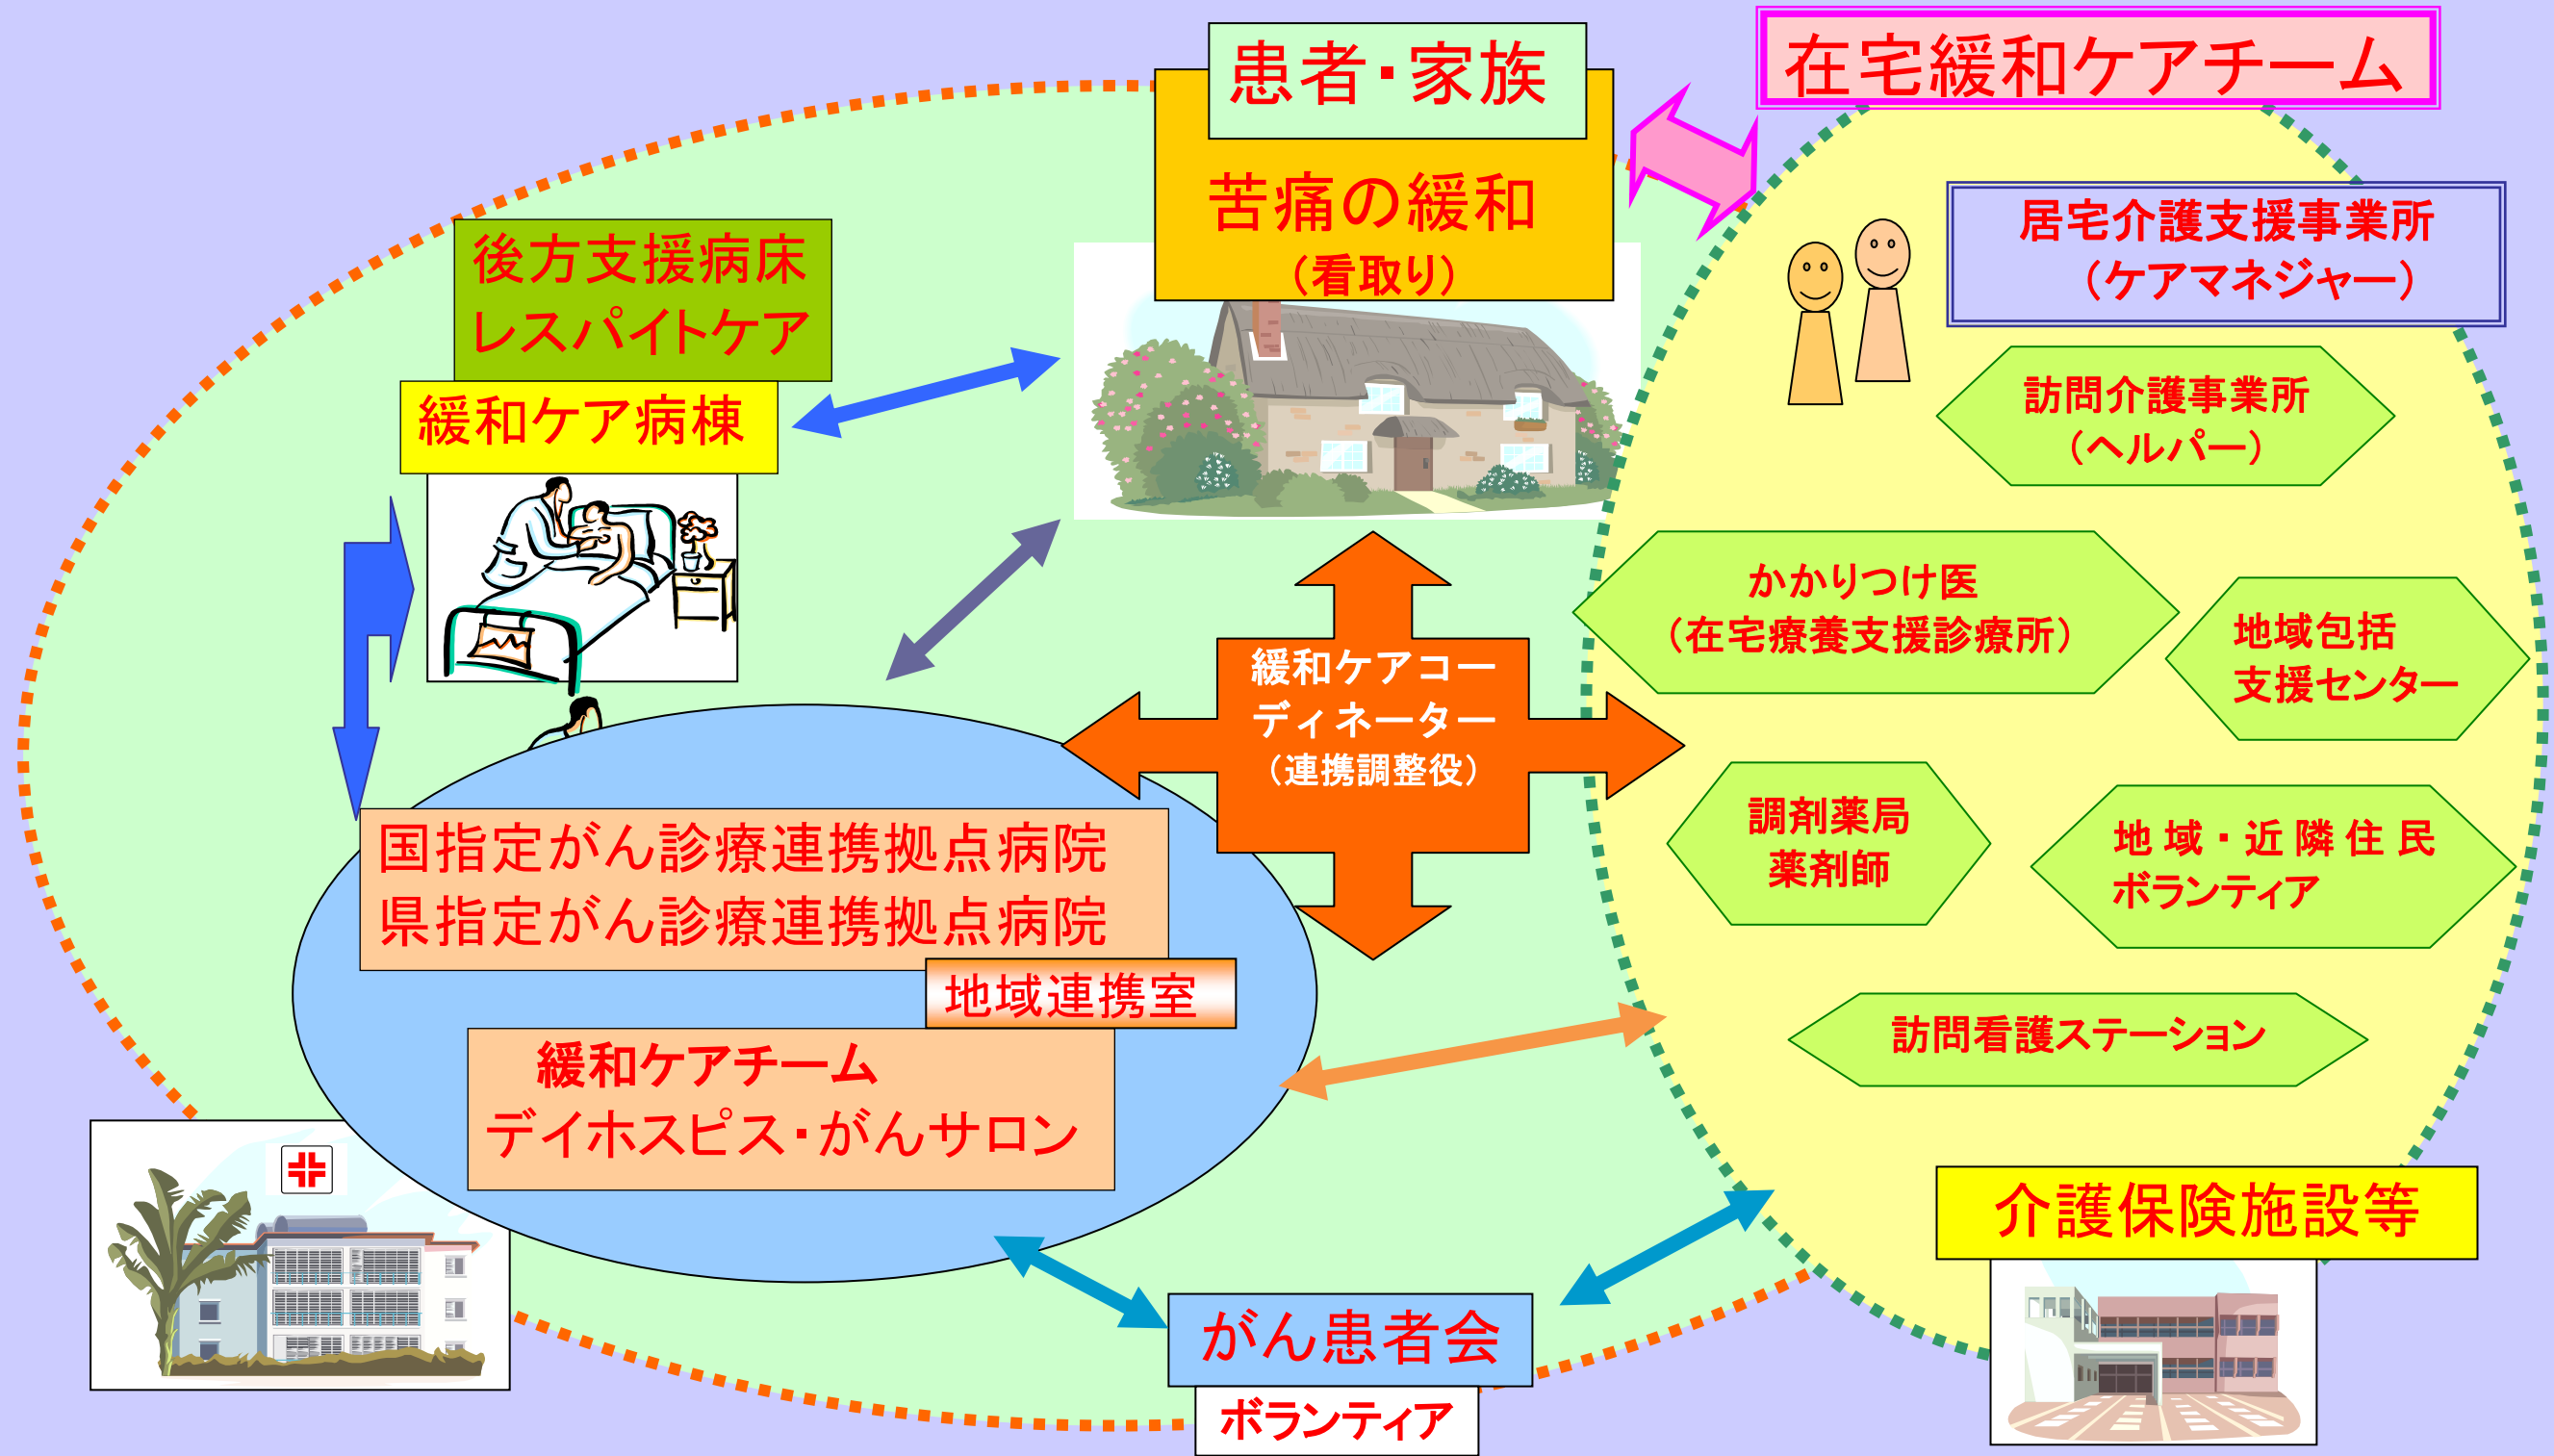 患者・家族
苦痛の緩和
（看取り）
在宅緩和ケアチーム
後方支援病床
レスパイトケア
緩和ケア病棟
居宅介護支援事業所
（ケアマネジャー）
訪問介護事業所
（ヘルパー）
かかりつけ医
（在宅療養支援診療所）
地域包括
支援センター
緩和ケアコー
ディネーター
（連携調整役）
調剤薬局
薬剤師
地域・近隣住民
ボランティア
国指定がん診療連携拠点病院
県指定がん診療連携拠点病院
地域連携室
緩和ケアチーム
デイホスピス・がんサロン
訪問看護ステーション
介護保険施設等
がん患者会
ボランティア